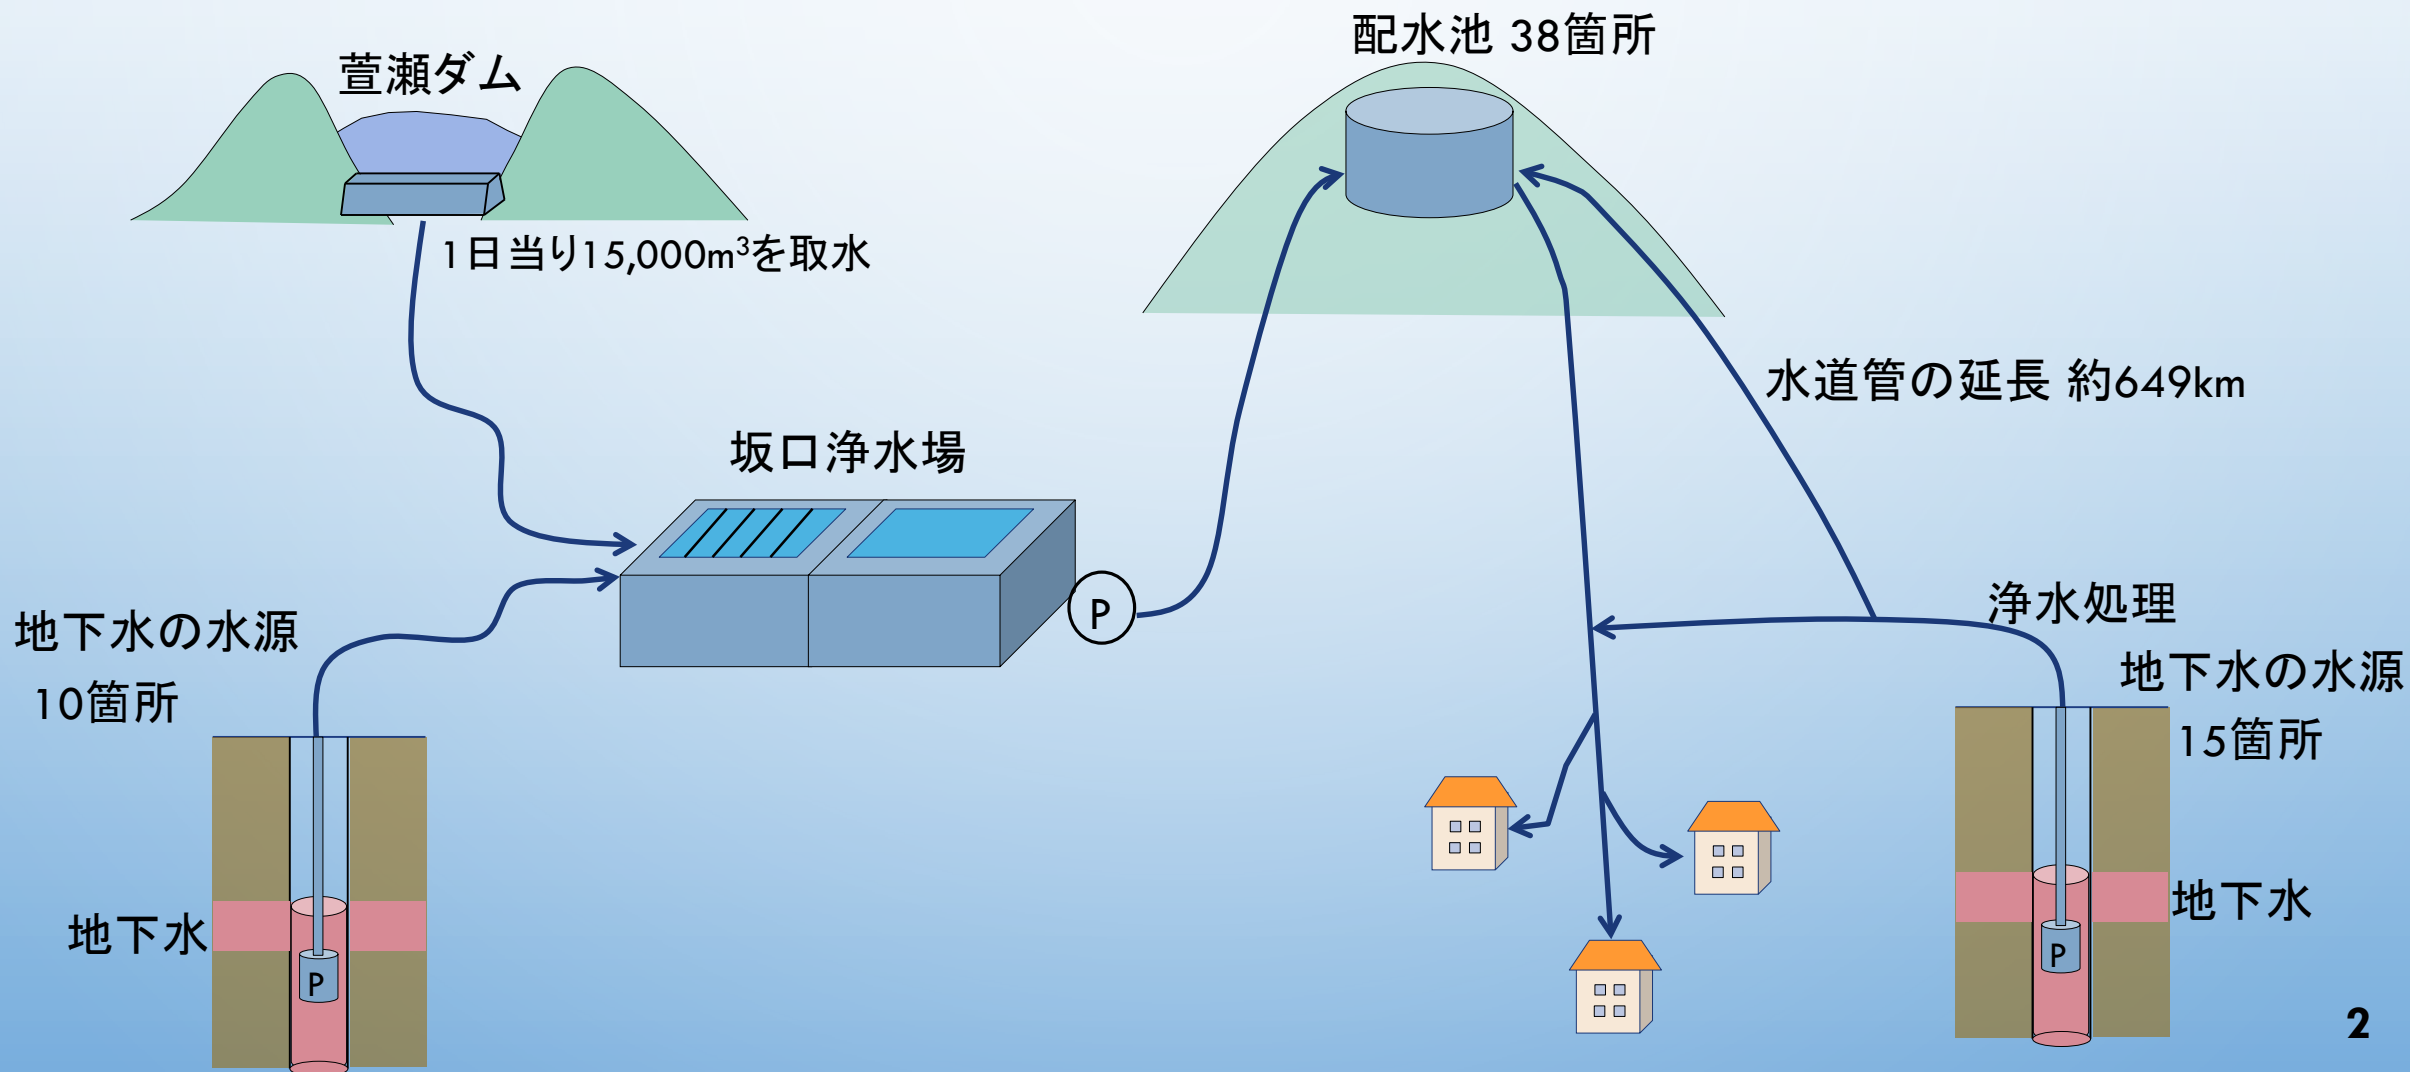 配水池 38箇所
萱瀬ダム
1日当り15,000m³を取水
水道管の延長 約649km
坂口浄水場
P
浄水処理
地下水の水源
10箇所
地下水の水源
15箇所
地下水
P
地下水
P
2